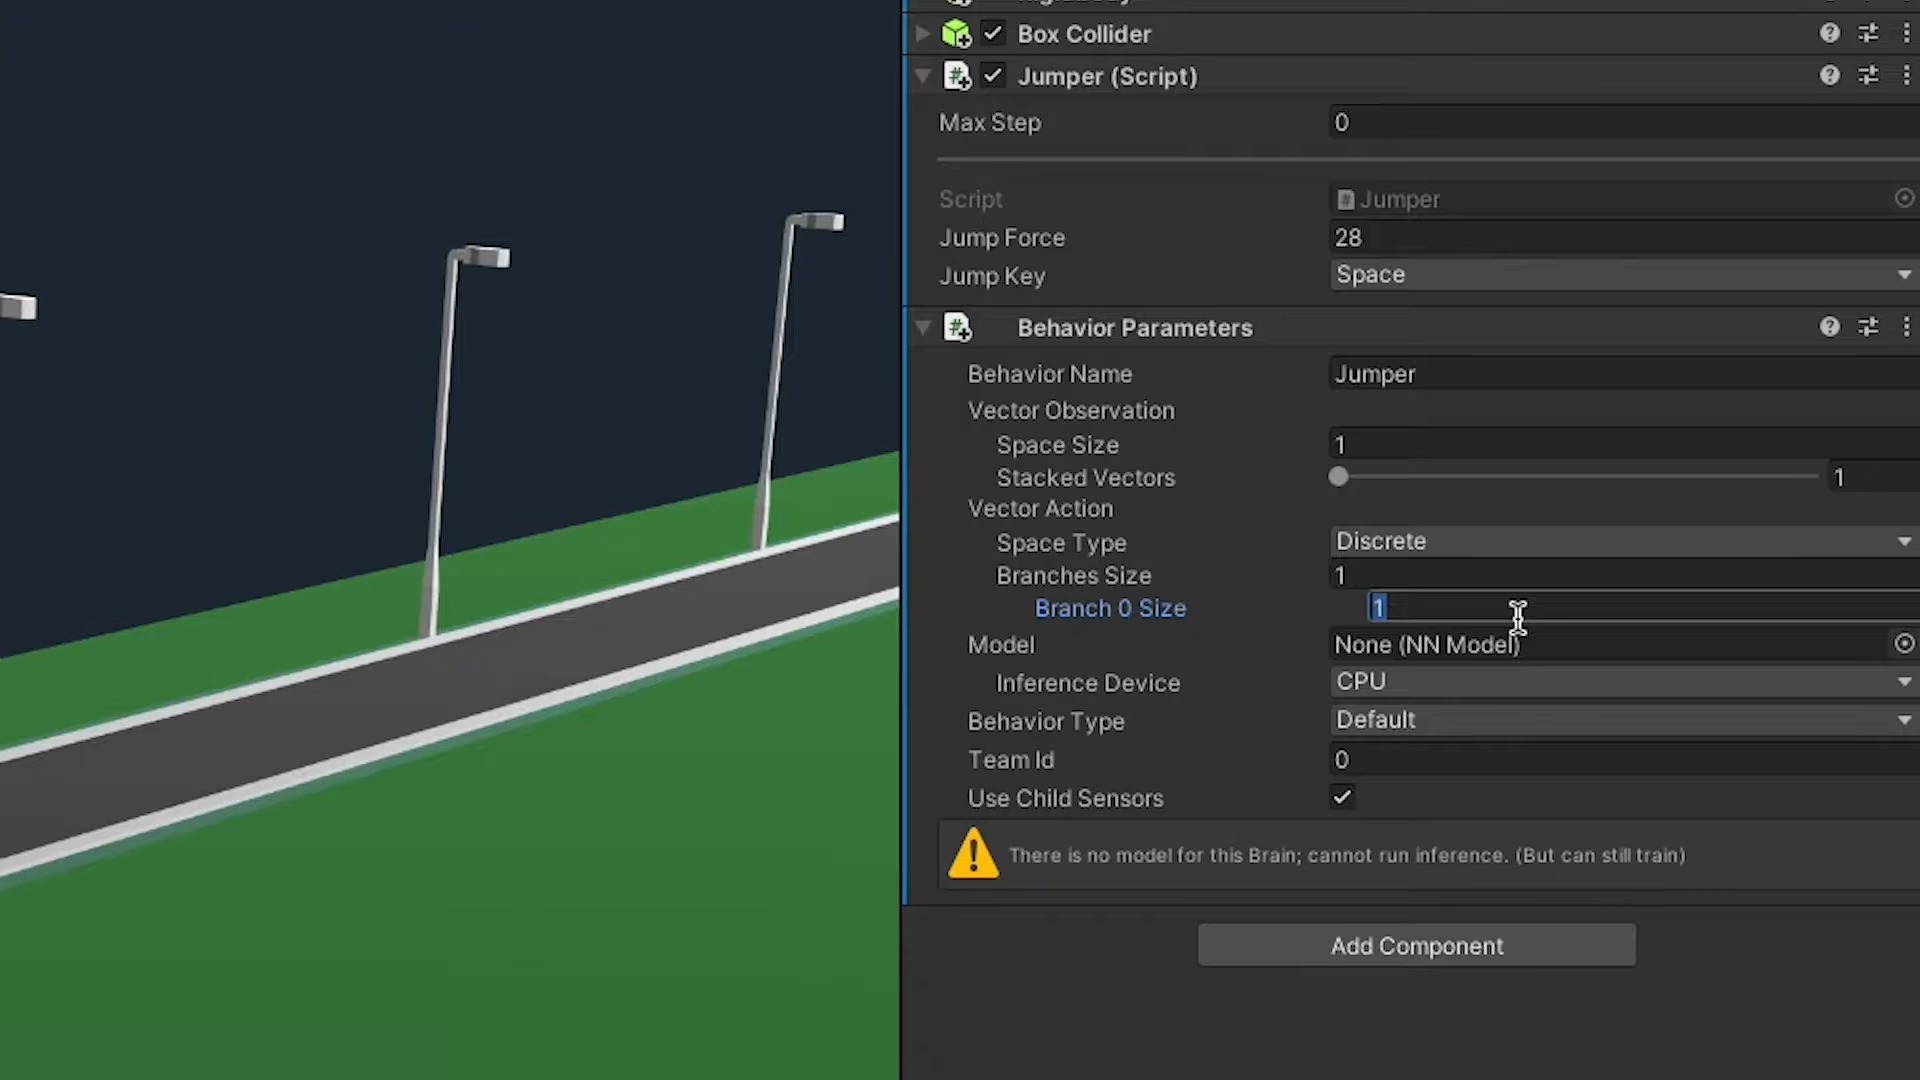 Box Collider
Jumper (Script)
Max Step 0
Script Jumper
Jump Force 28
Jump Key Space
Behavior Parameters
Behavior Name Jumper
Vector Observation
Space Size 1
Stacked Vectors 1
Vector Action
Space Type Discrete
Branches Size 1
Branch 0 Size 1
Model None (NN Model)
Inference Device CPU
Behavior Type Default
Team Id 0
Use Child Sensors
There is no model for this Brain; cannot run inference. (But can still train)
Add Component